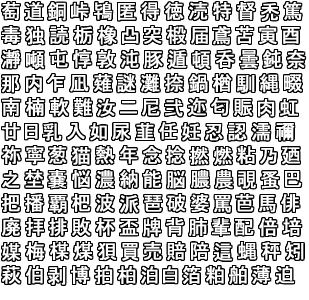 萄道銅峠鴇匿得徳涜特督禿篤
毒独読栃橡凸突椴届鳶苫寅酉
瀞噸屯惇敦沌豚遁頓呑曇鈍奈
那内乍凪薙謎灘捺鍋楢馴縄畷
南楠軟難汝二尼弐迩匂賑肉虹
廿日乳入如尿韮任妊忍認濡禰
祢寧葱猫熱年念捻撚燃粘乃廼
之埜嚢悩濃納能脳膿農覗蚤巴
把播覇杷波派琶破婆罵芭馬俳
廃拝排敗杯盃牌背肺輩配倍培
媒梅楳煤狽買売賠陪這蝿秤矧
萩伯剥博拍柏泊白箔粕舶薄迫